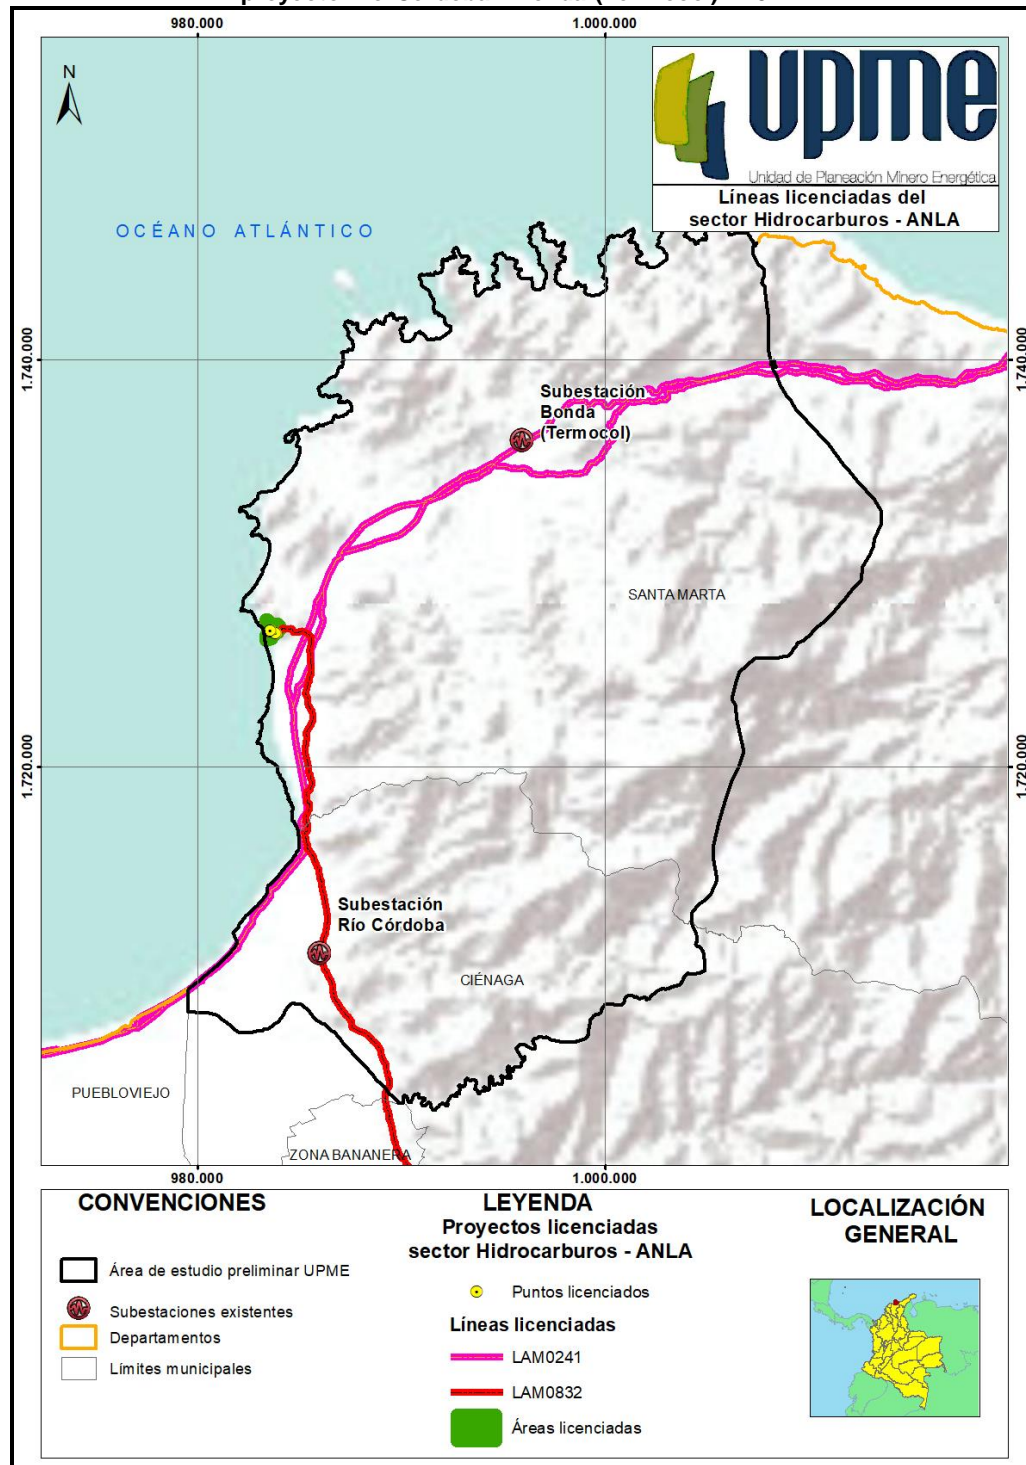 980.000
1.000.000
N
upme
Unidad de Planeación Minero Energética
Líneas licenciadas del
sector Hidrocarburos - ANLA
OCÉANO ATLÁNTICO
1.740.000
1.740.000
Subestación
Bonda
(Termocol)
SANTA MARTA
1.720.000
1.720.000
Subestación
Río Córdoba
CIÉNAGA
PUEBLOVIEJO
ZONA BANANERA
980.000
1.000.000
CONVENCIONES
Área de estudio preliminar UPME
Subestaciones existentes
Departamentos
Límites municipales
LEYENDA
Proyectos licenciadas
sector Hidrocarburos - ANLA
Puntos licenciados
Líneas licenciadas
LAM0241
LAM0832
Áreas licenciadas
LOCALIZACIÓN
GENERAL